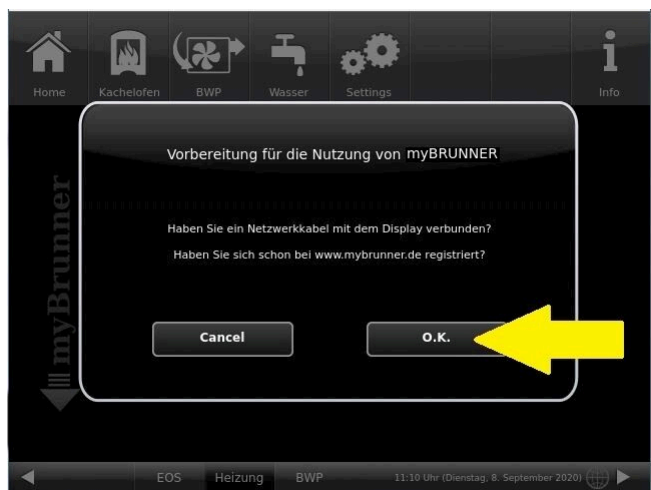 Home Kachelofen BWP Wasser Settings Info
myBrunner
Vorbereitung für die Nutzung von myBRUNNER
Haben Sie ein Netzwerkkabel mit dem Display verbunden?
Haben Sie sich schon bei www.mybrunner.de registriert?
Cancel O.K.
EOS Heizung BWP 11:10 Uhr (Dienstag, 8. September 2020)